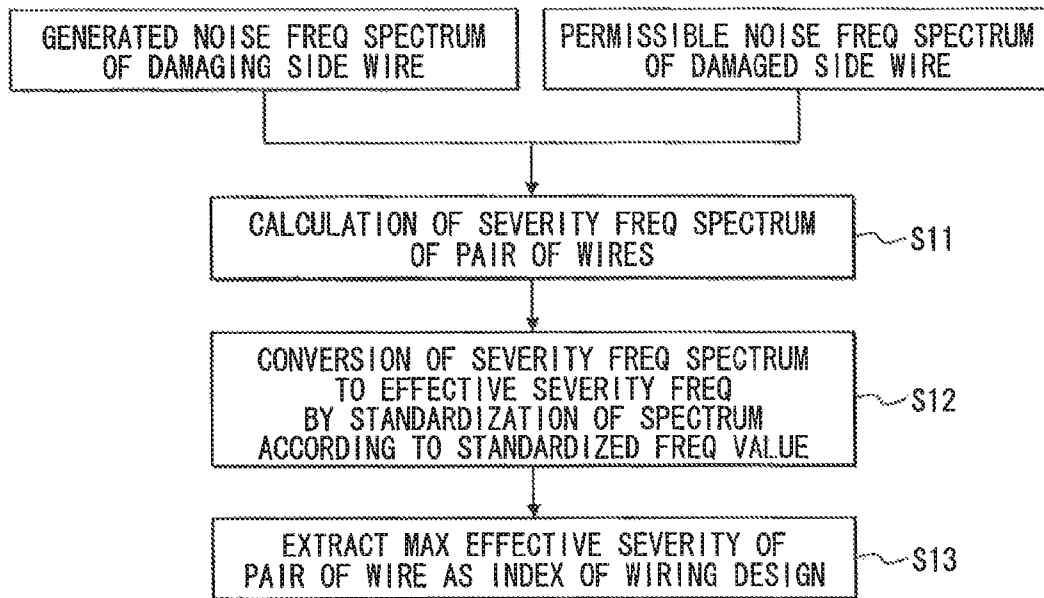 GENERATED NOISE FREQ SPECTRUM
OF DAMAGING SIDE WIRE
PERMISSIBLE NOISE FREQ SPECTRUM
OF DAMAGED SIDE WIRE
CALCULATION OF SEVERITY FREQ SPECTRUM
OF PAIR OF WIRES
S11
CONVERSION OF SEVERITY FREQ SPECTRUM
TO EFFECTIVE SEVERITY FREQ
BY STANDARDIZATION OF SPECTRUM
ACCORDING TO STANDARDIZED FREQ VALUE
S12
EXTRACT MAX EFFECTIVE SEVERITY OF
PAIR OF WIRE AS INDEX OF WIRING DESIGN
S13